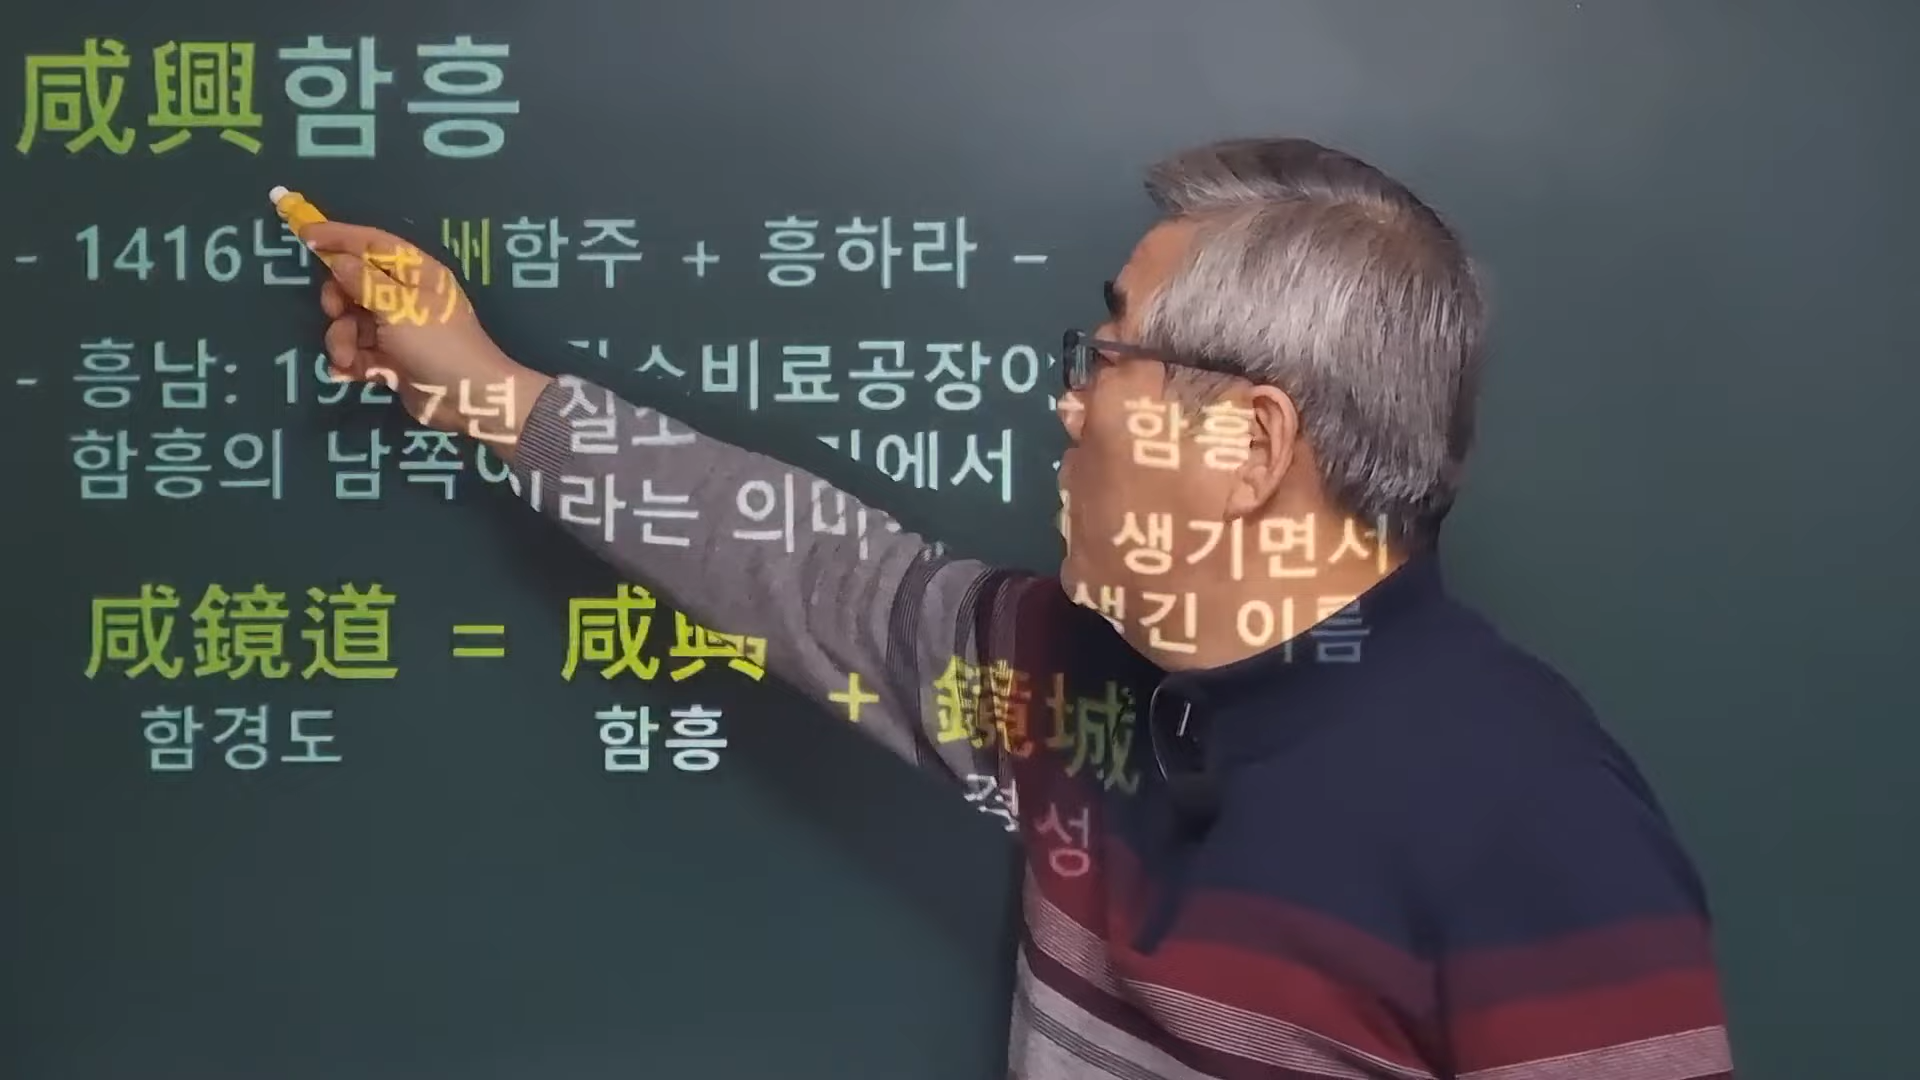 咸興함흥
- 1416년 咸州함주 + 흥하라 – 함흥
- 흥남: 1927년 질소비료공장이 생기면서
함흥의 남쪽이라는 의미에서 생긴 이름
咸鏡道 = 咸興 + 鏡城
함경도 함흥 경성